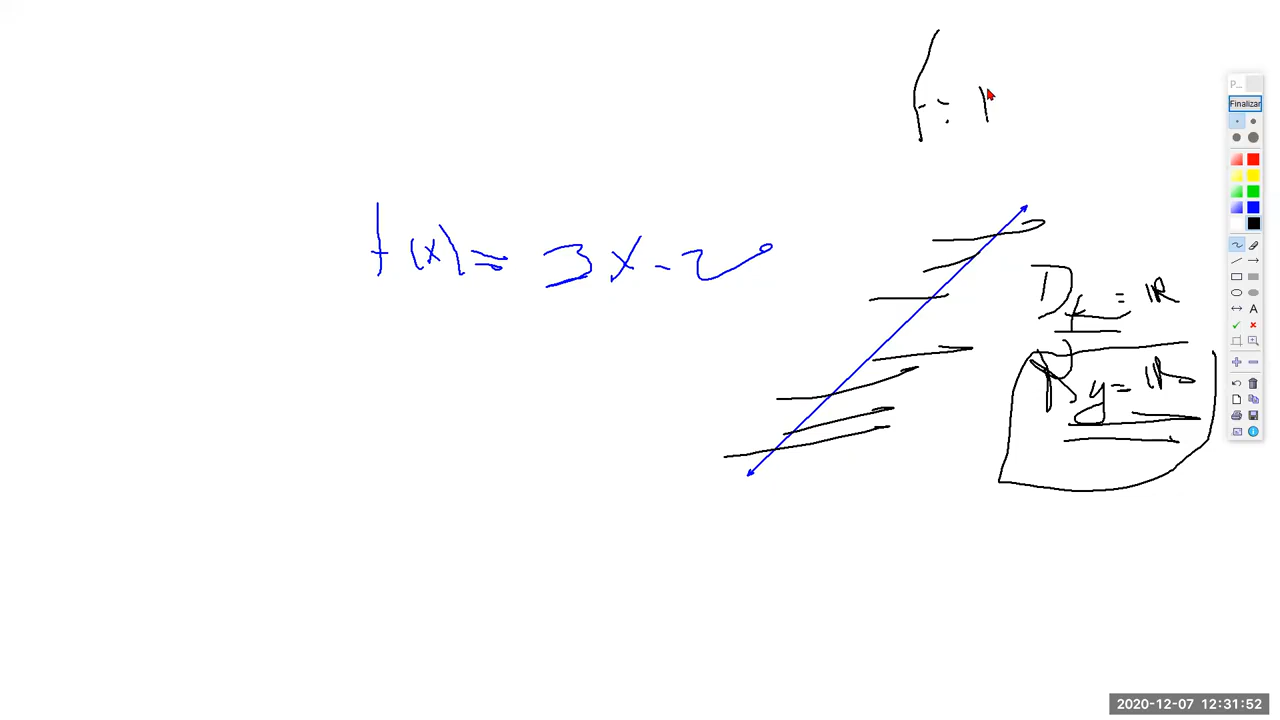 f:
f(x) = 3x - 2
D_f = ℝ
R_y = ℝ
P...
Finalizar
A
2020-12-07 12:31:52